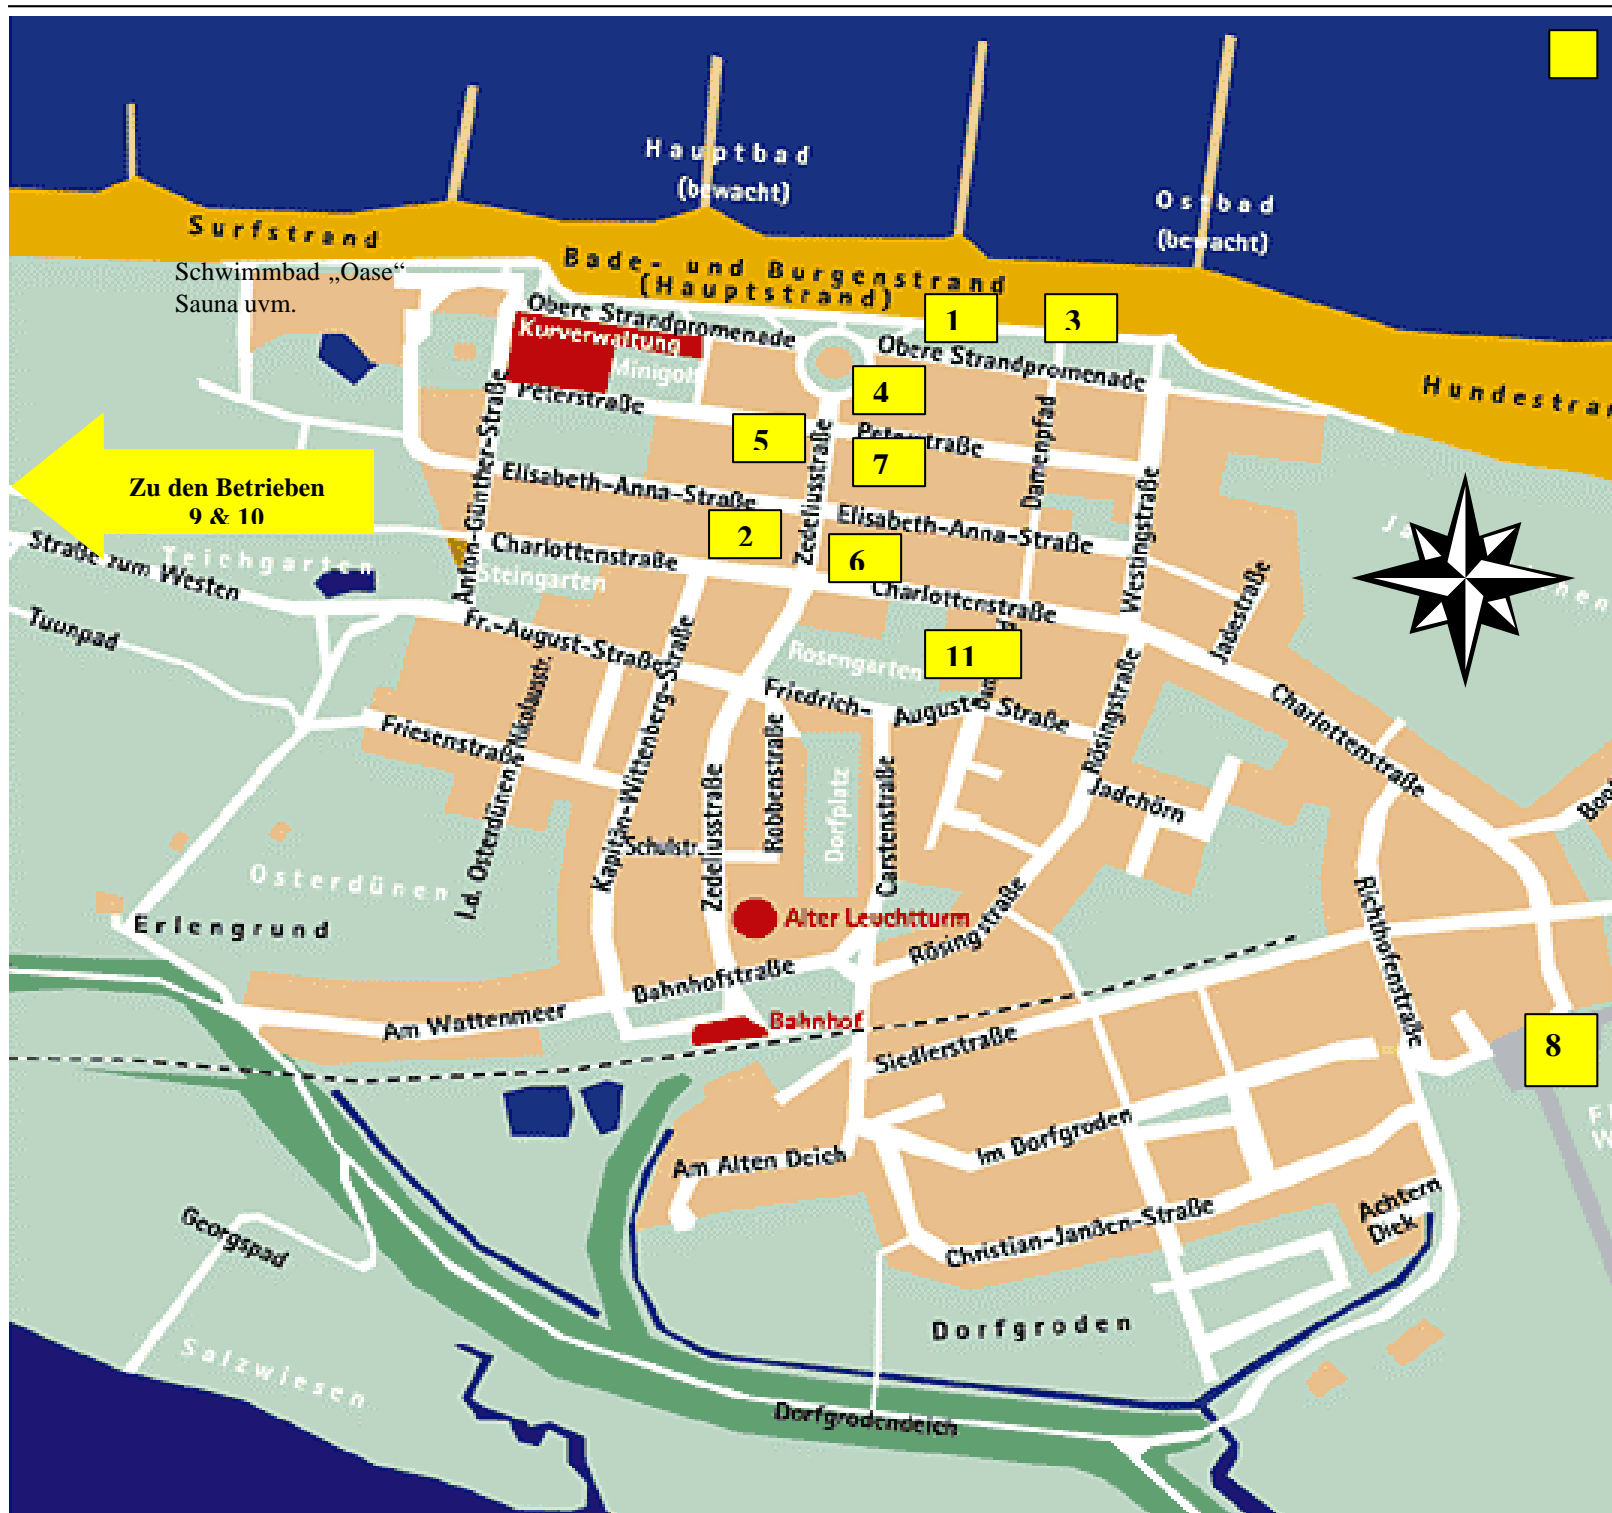 Hauptbad
(bewacht)
Ostbad
(bewacht)
Surfstrand
Schwimmbad „Oase“
Sauna uvm.
Bade- und Burgenstrand
(Hauptstrand)
1
3
Obere Strandpromenade
Kurverwaltung
Obere Strandpromenade
Minigolf
4
Hundestran
Peterstraße
5
Peterstraße
7
Anton-Günther-Straße
Zedeliusstraße
Damenpfad
Westingstraße
Elisabeth-Anna-Straße
Elisabeth-Anna-Straße
Zu den Betrieben
9 & 10
2
6
Charlottenstraße
Charlottenstraße
Straße zum Westen
Teichgarten
Steingarten
Jadestraße
Tuunpad
Fr.-August-Straße
Rosengarten
11
Friedrich-
August-Straße
Charlottenstraße
Friesenstraße
I.d. Osterdünen
Nikolausstr.
Kapitän-Wittenberg-Straße
Zedeliusstraße
Robbenstraße
Dorfplatz
Carstenstraße
Rösingstraße
Jadehörn
Schulstr.
Osterdünen
Erlengrund
Alter Leuchtturm
Rösingstraße
Richthofenstraße
Bahnhofstraße
Am Wattenmeer
Bahnhof
Siedlerstraße
8
Am Alten Deich
Im Dorfgroden
Georgspad
Christian-Janßen-Straße
Achtern
Diek
Dorfgroden
Salzwiesen
Dorfgrodendeich